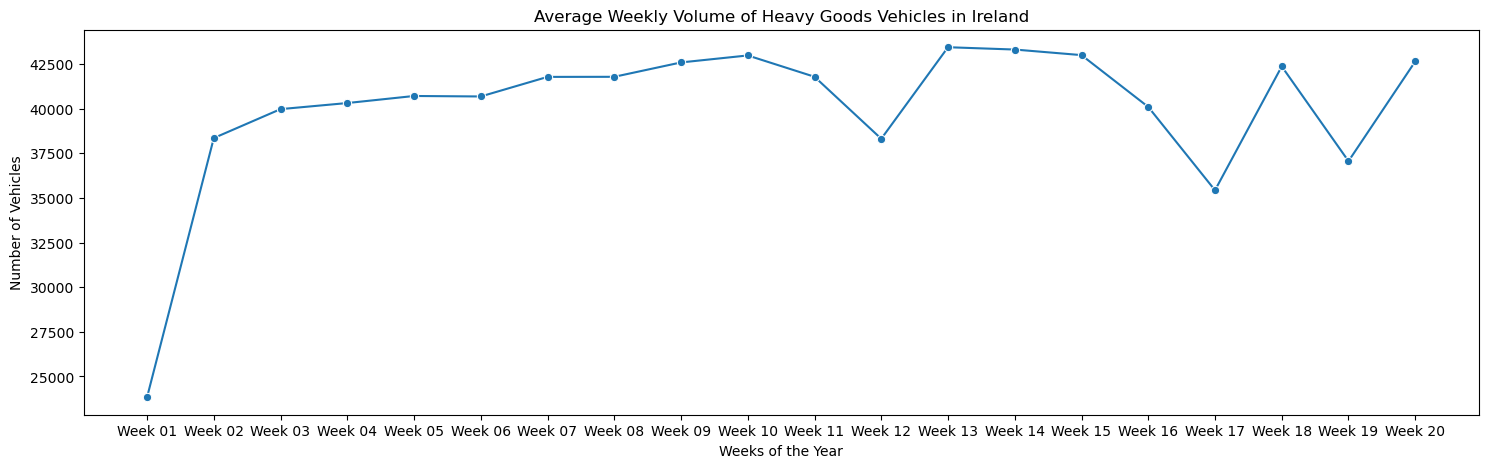 Average Weekly Volume of Heavy Goods Vehicles in Ireland
Number of Vehicles
42500
40000
37500
35000
32500
30000
27500
25000
Week 01 Week 02 Week 03 Week 04 Week 05 Week 06 Week 07 Week 08 Week 09 Week 10 Week 11 Week 12 Week 13 Week 14 Week 15 Week 16 Week 17 Week 18 Week 19 Week 20
Weeks of the Year